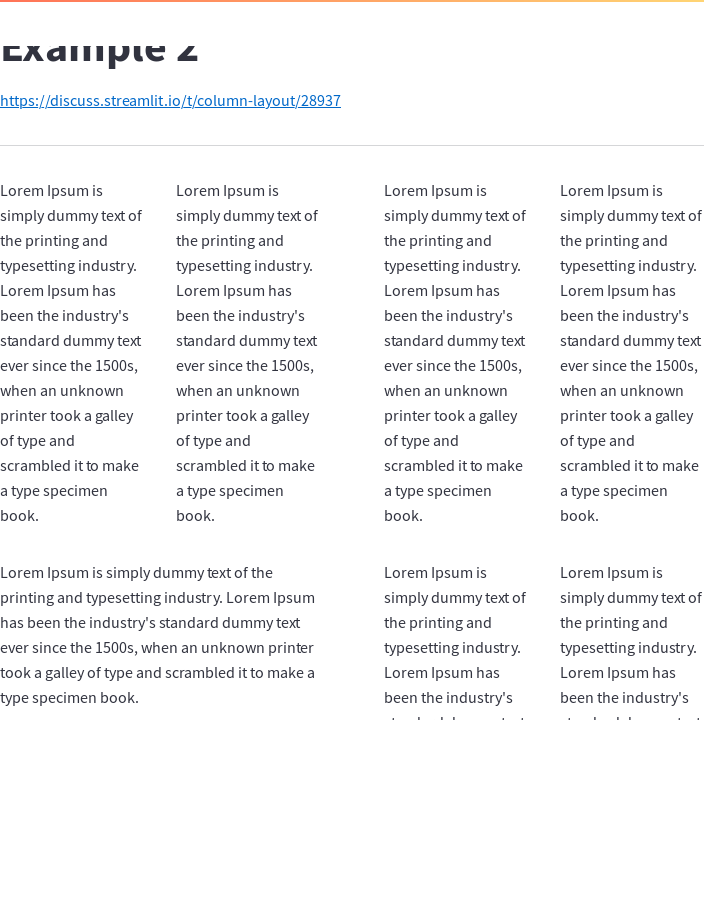 Example 2
https://discuss.streamlit.io/t/column-layout/28937
Lorem Ipsum is
simply dummy text of
the printing and
typesetting industry.
Lorem Ipsum has
been the industry's
standard dummy text
ever since the 1500s,
when an unknown
printer took a galley
of type and
scrambled it to make
a type specimen
book.
Lorem Ipsum is
simply dummy text of
the printing and
typesetting industry.
Lorem Ipsum has
been the industry's
standard dummy text
ever since the 1500s,
when an unknown
printer took a galley
of type and
scrambled it to make
a type specimen
book.
Lorem Ipsum is simply dummy text of the
printing and typesetting industry. Lorem Ipsum
has been the industry's standard dummy text
ever since the 1500s, when an unknown printer
took a galley of type and scrambled it to make a
type specimen book.
Lorem Ipsum is
simply dummy text of
the printing and
typesetting industry.
Lorem Ipsum has
been the industry's
standard dummy text
ever since the 1500s,
when an unknown
printer took a galley
of type and
scrambled it to make
a type specimen
book.
Lorem Ipsum is
simply dummy text of
the printing and
typesetting industry.
Lorem Ipsum has
been the industry's
standard dummy text
ever since the 1500s,
when an unknown
printer took a galley
of type and
scrambled it to make
a type specimen
book.
Lorem Ipsum is
simply dummy text of
the printing and
typesetting industry.
Lorem Ipsum has
been the industry's
Lorem Ipsum is
simply dummy text of
the printing and
typesetting industry.
Lorem Ipsum has
been the industry's